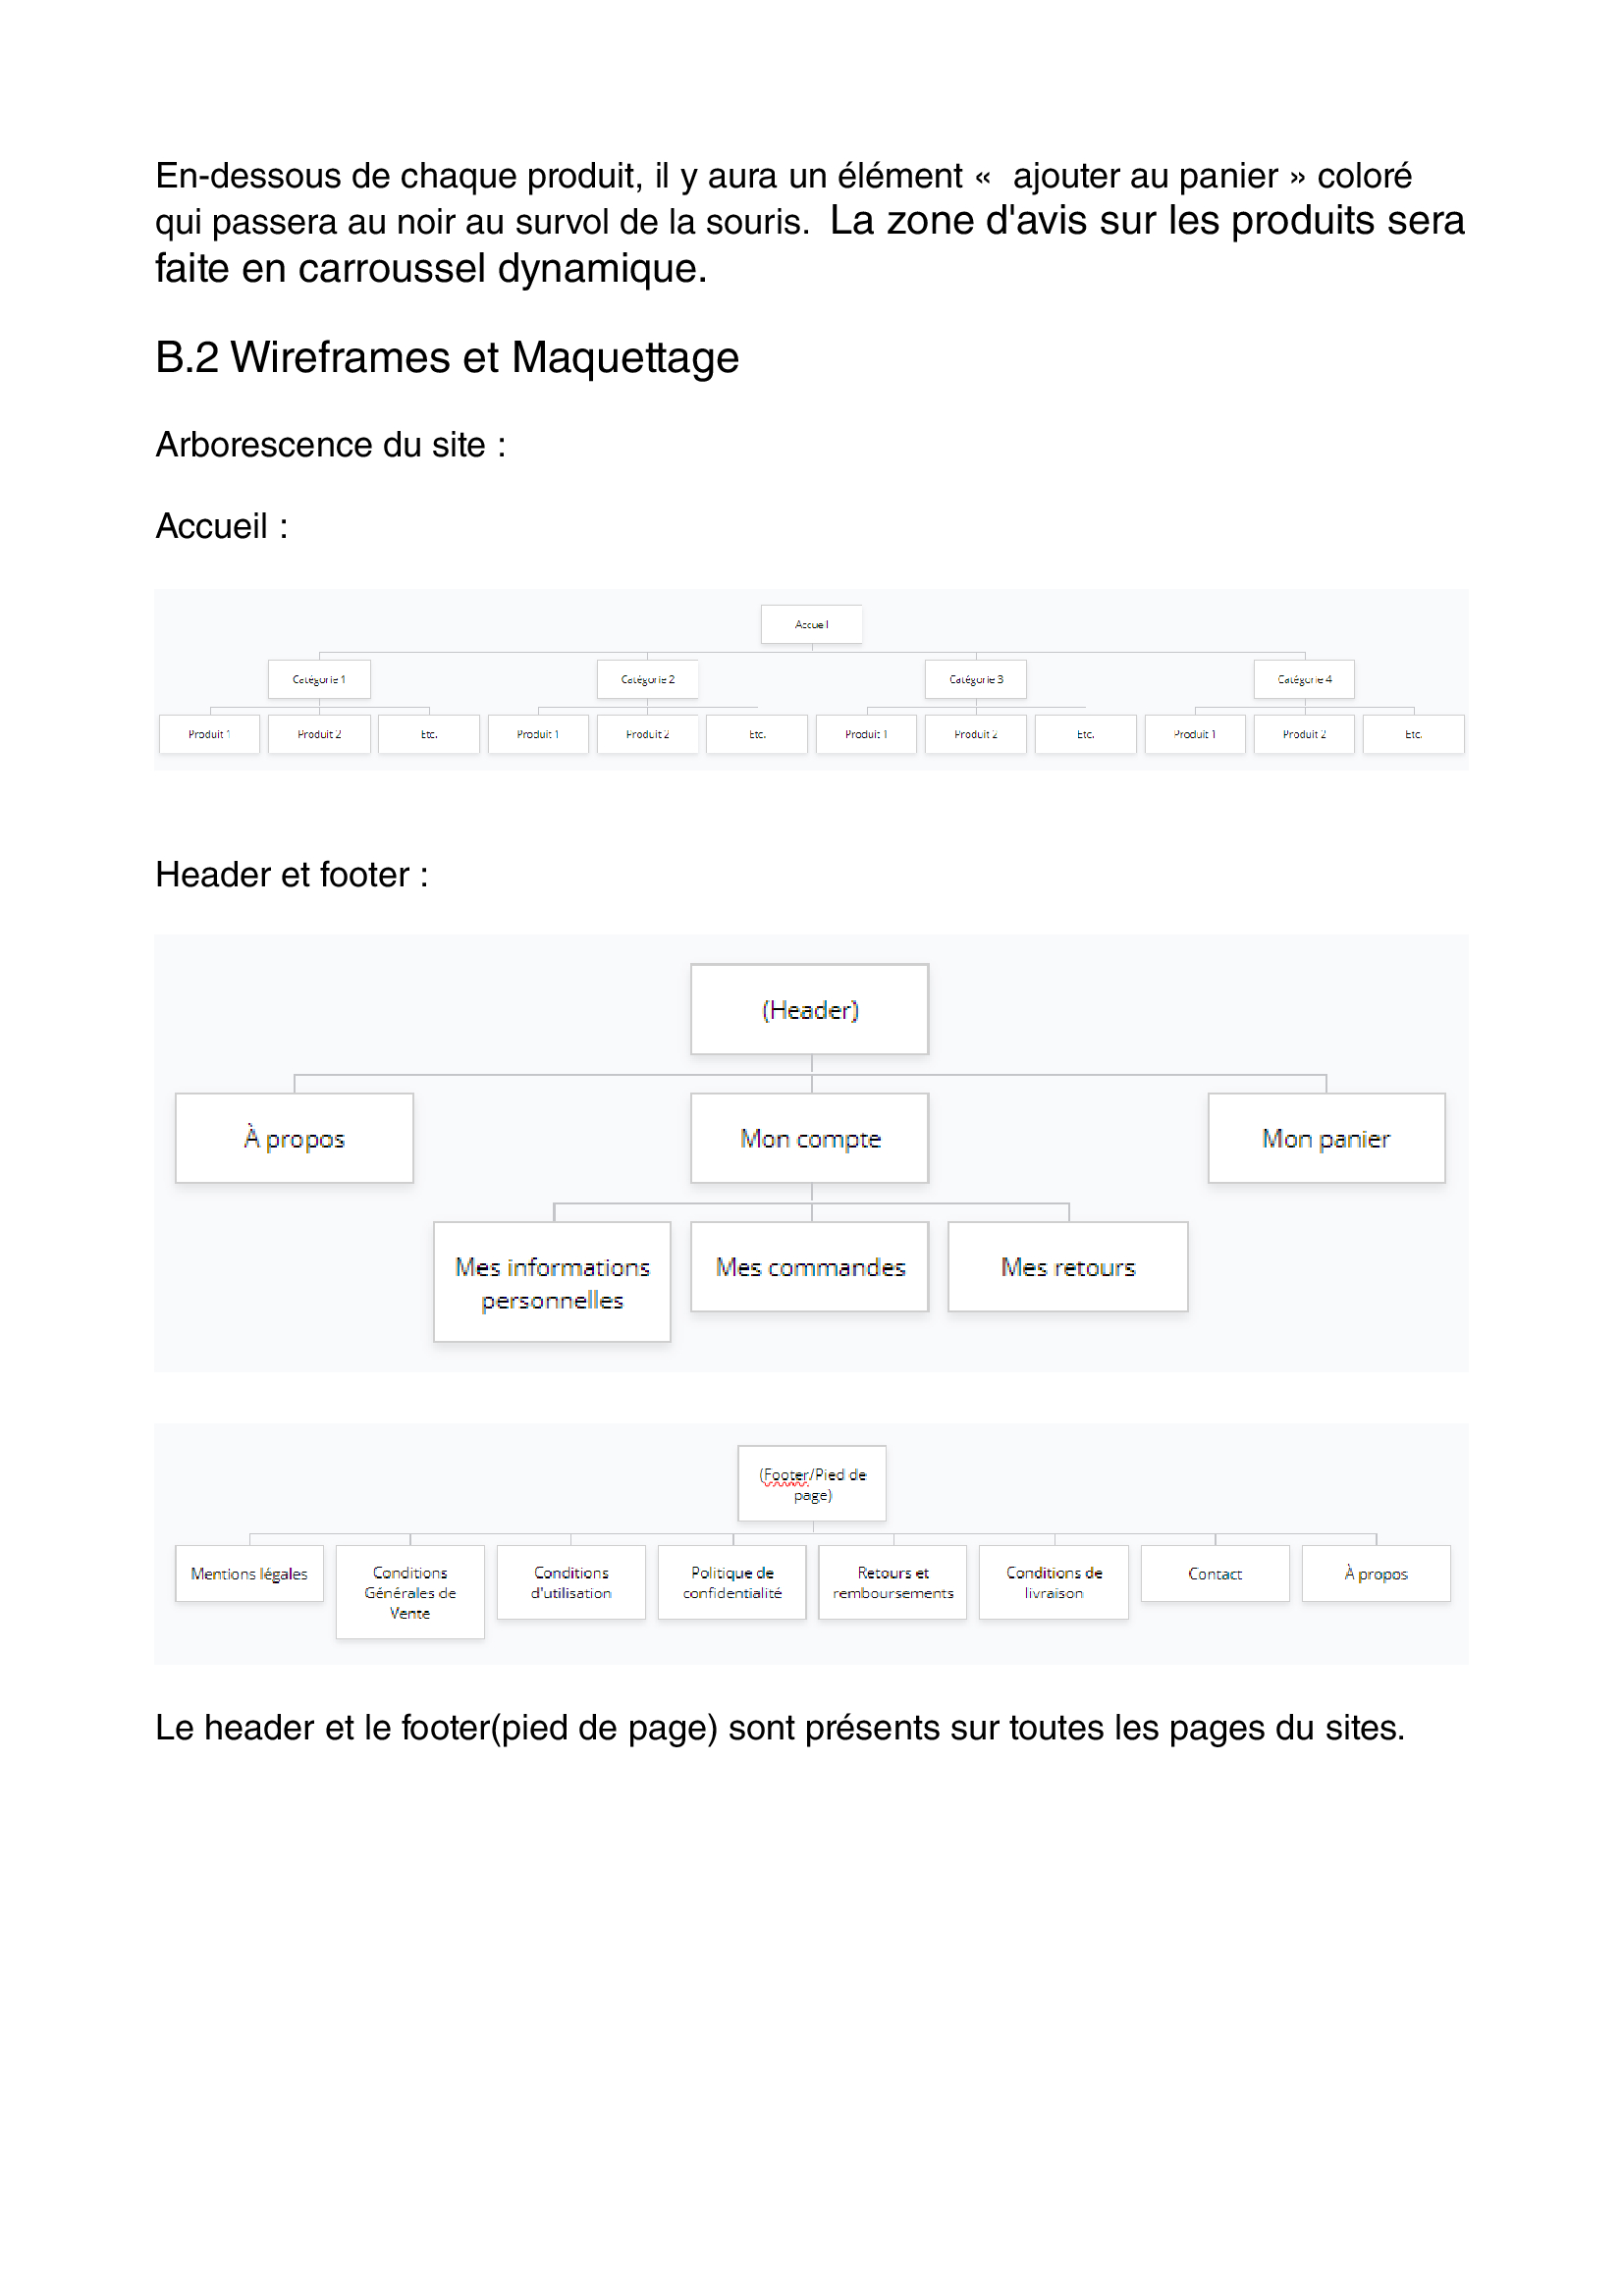 En-dessous de chaque produit, il y aura un élément «  ajouter au panier » coloré
qui passera au noir au survol de la souris.  La zone d'avis sur les produits sera
faite en carroussel dynamique.
B.2 Wireframes et Maquettage
Arborescence du site :
Accueil :
Accueil
Catégorie 1
Catégorie 2
Catégorie 3
Catégorie 4
Produit 1
Produit 2
Etc.
Produit 1
Produit 2
Etc.
Produit 1
Produit 2
Etc.
Produit 1
Produit 2
Etc.
Header et footer :
(Header)
À propos
Mon compte
Mon panier
Mes informations
personnelles
Mes commandes
Mes retours
(Footer/Pied de
page)
Mentions légales
Conditions
Générales de
Vente
Conditions
d'utilisation
Politique de
confidentialité
Retours et
remboursements
Conditions de
livraison
Contact
À propos
Le header et le footer(pied de page) sont présents sur toutes les pages du sites.